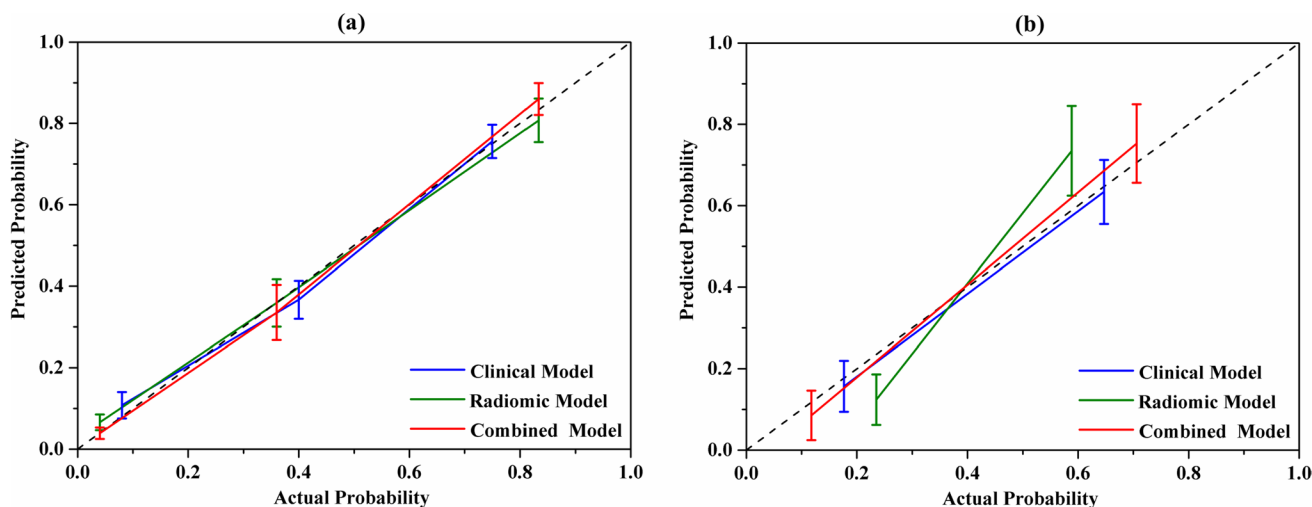 (a)
1.0
0.8
0.6
0.4
0.2
0.0
Predicted Probability
0.0 0.2 0.4 0.6 0.8 1.0
Actual Probability
Clinical Model
Radiomic Model
Combined Model
(b)
1.0
0.8
0.6
0.4
0.2
0.0
Predicted Probability
0.0 0.2 0.4 0.6 0.8 1.0
Actual Probability
Clinical Model
Radiomic Model
Combined Model